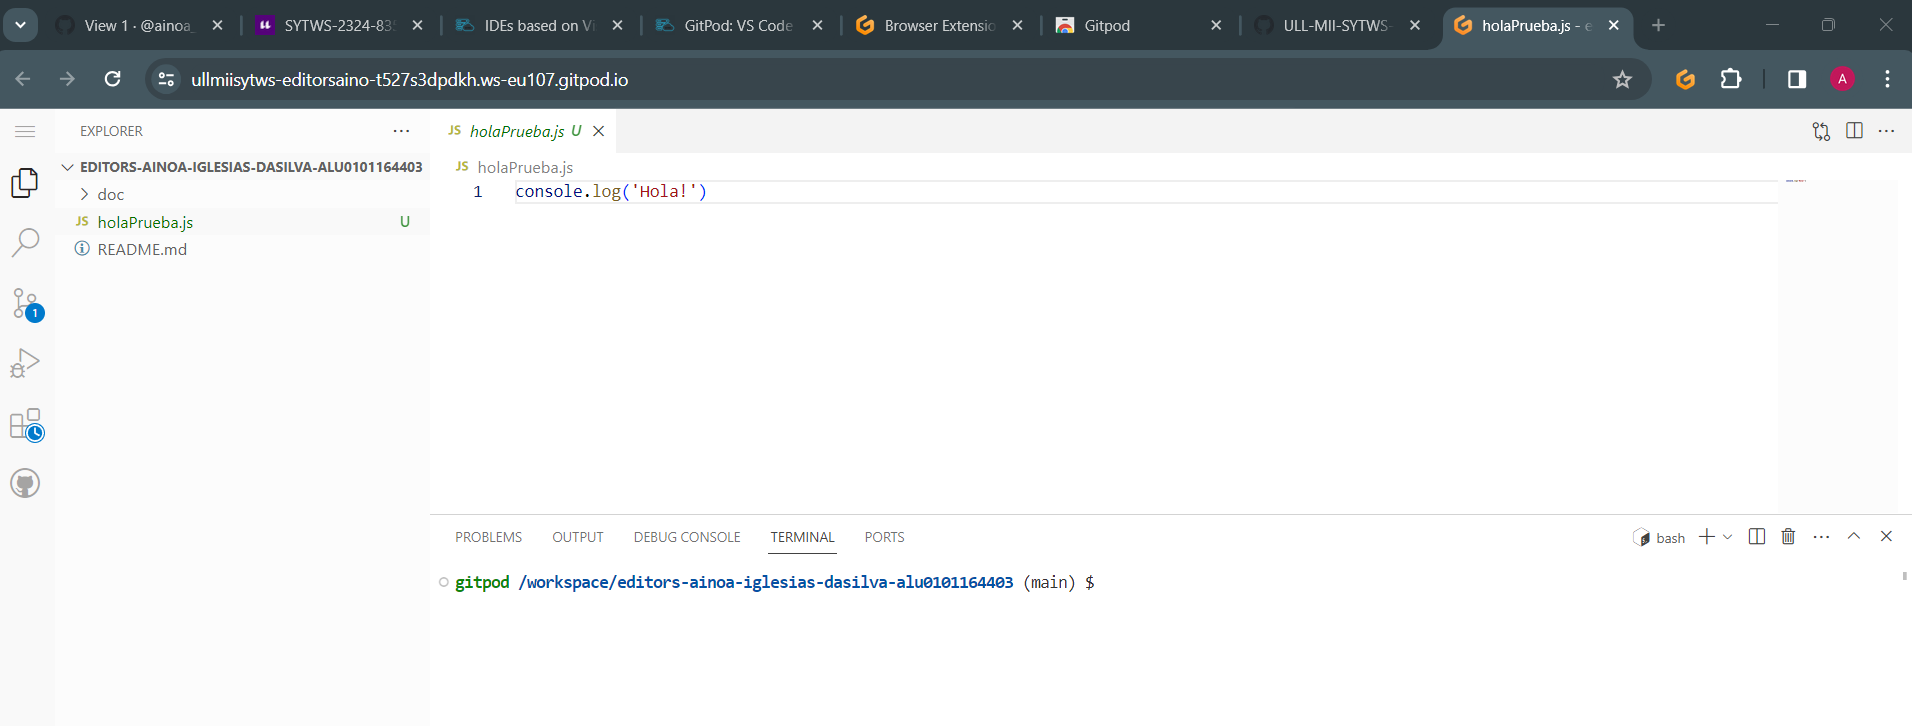 View 1 · @ainoa_
SYTWS-2324-835
IDEs based on Vi
GitPod: VS Code
Browser Extensio
Gitpod
ULL-MII-SYTWS-
holaPrueba.js - e
ullmiisytws-editorsaino-t527s3dpdkh.ws-eu107.gitpod.io
A
EXPLORER
EDITORS-AINOA-IGLESIAS-DASILVA-ALU0101164403
doc
JS holaPrueba.js U
README.md
1
JS holaPrueba.js U
JS holaPrueba.js
1 console.log('Hola!')
PROBLEMS OUTPUT DEBUG CONSOLE TERMINAL PORTS
bash
gitpod /workspace/editors-ainoa-iglesias-dasilva-alu0101164403 (main) $